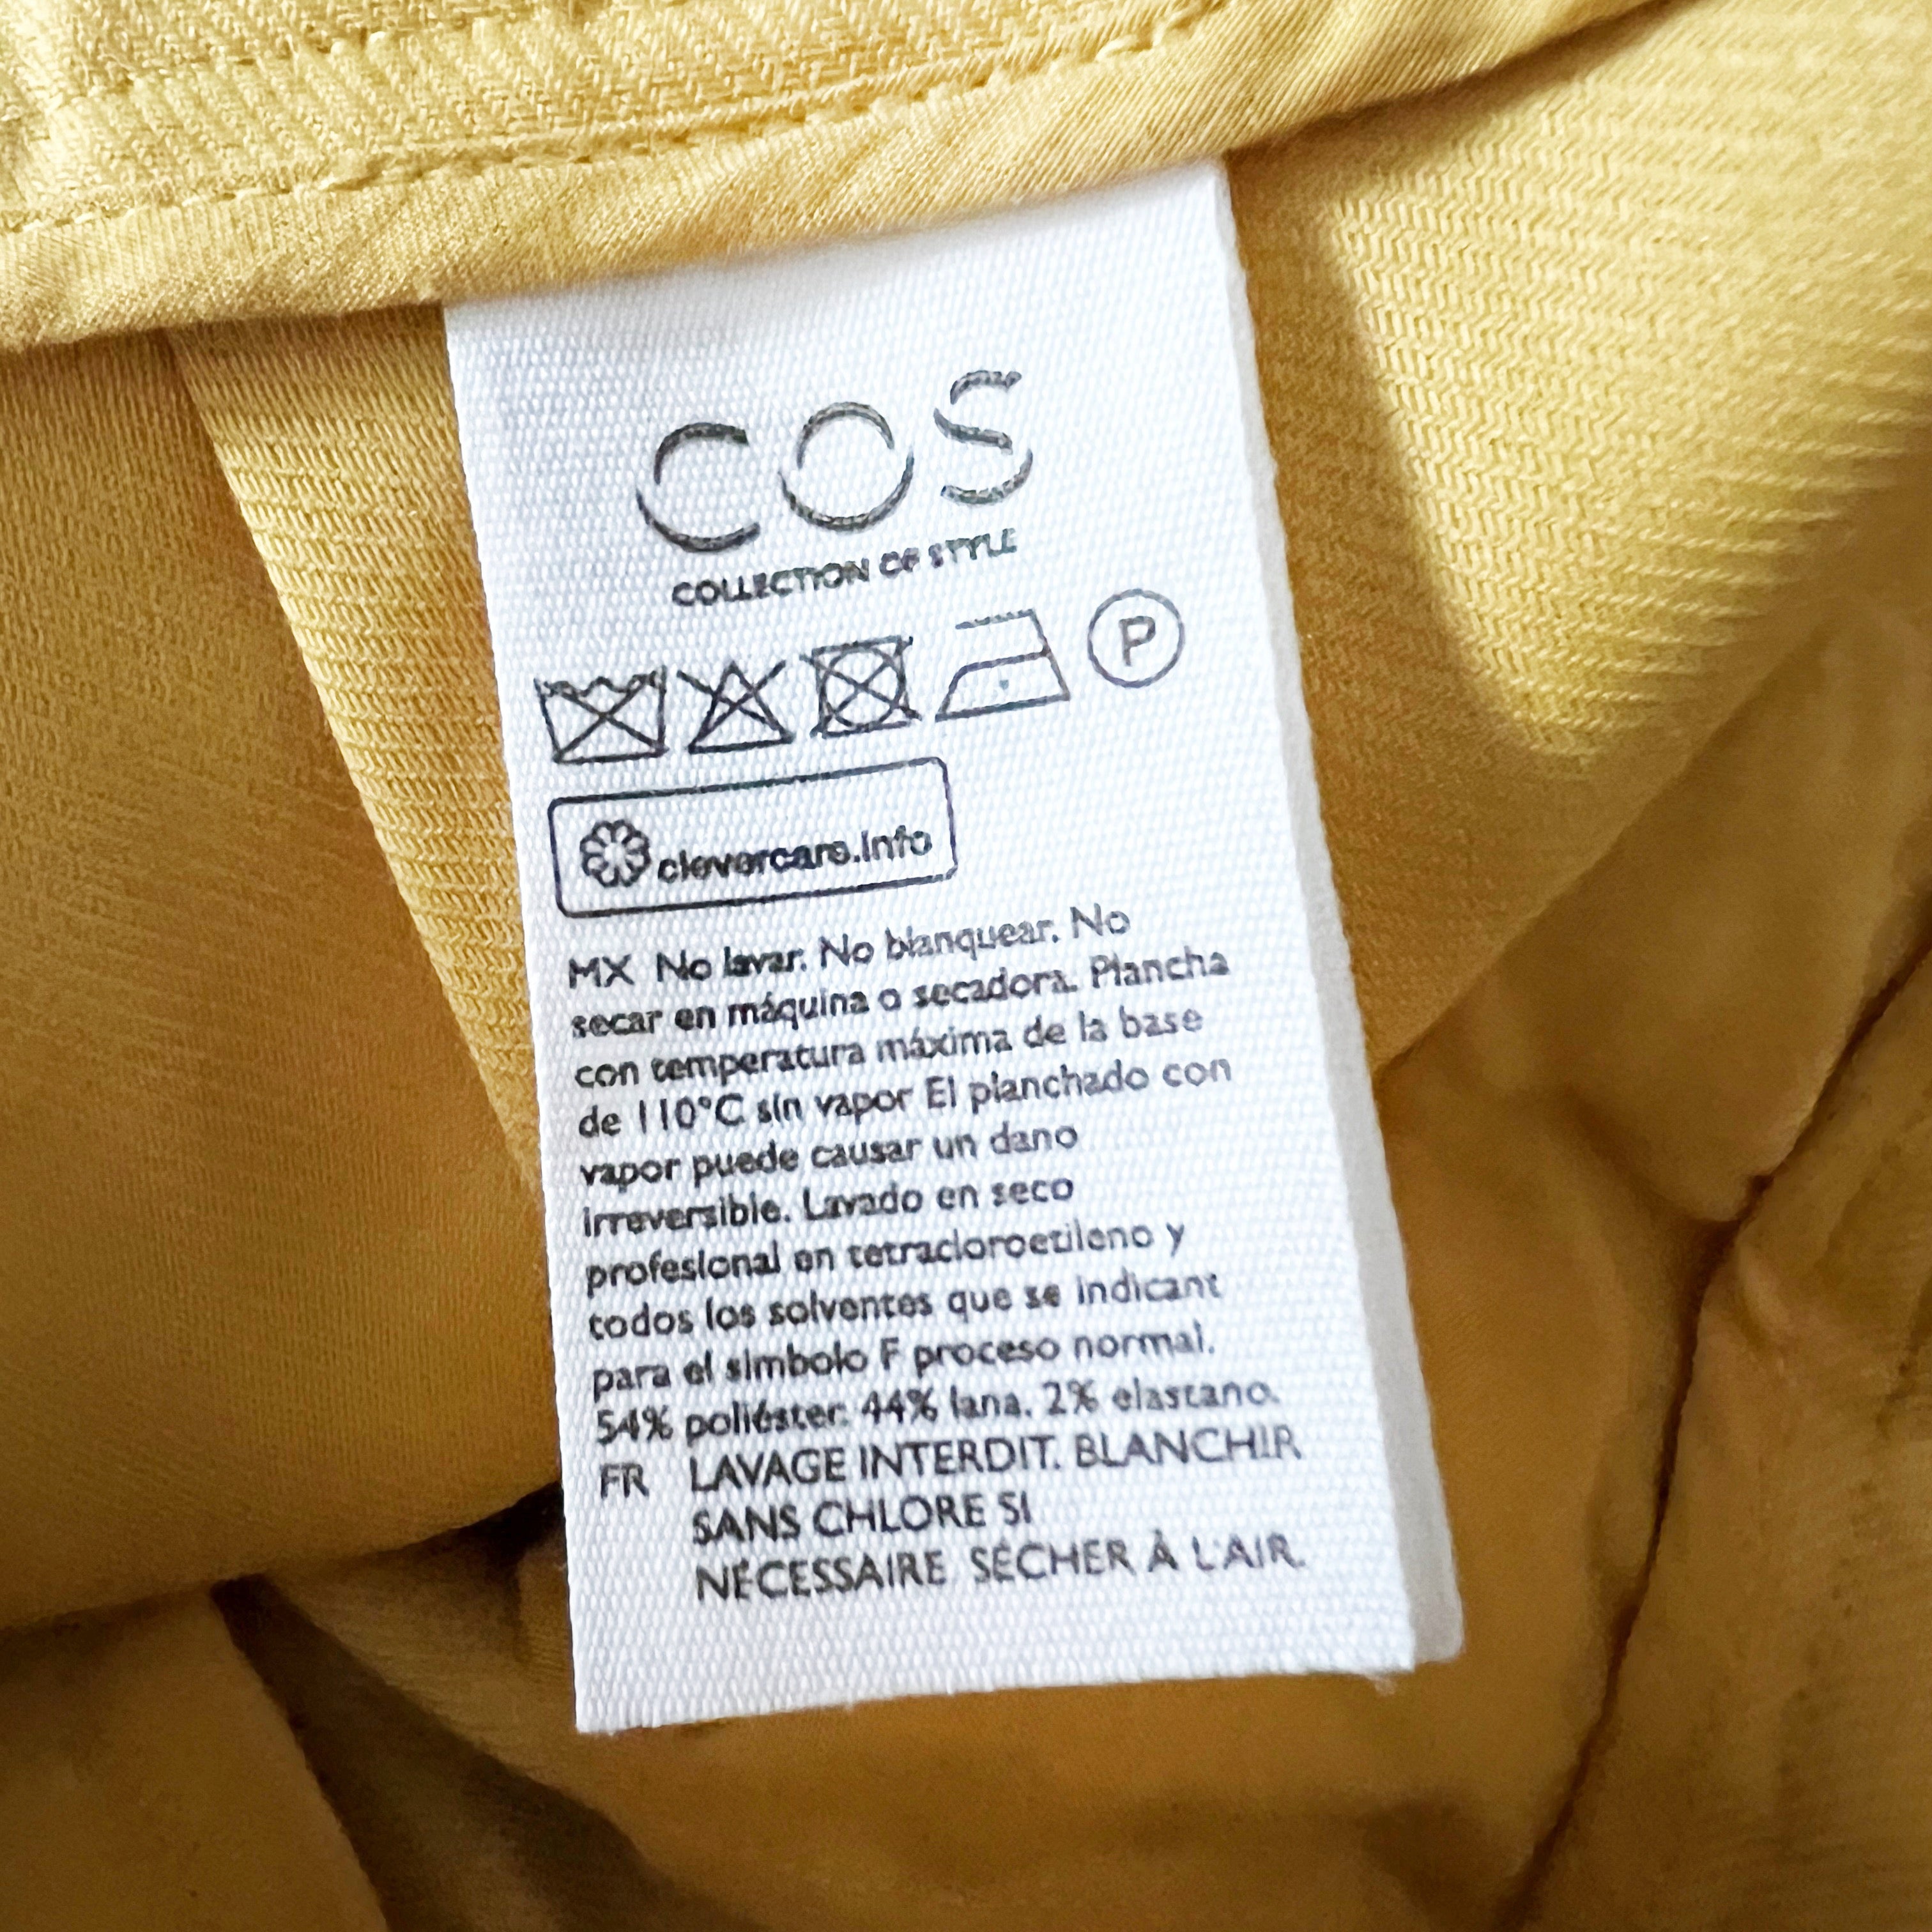 COS
COLLECTION OF STYLE
P
clevercare.info
MX No lavar. No blanquear. No
secar en máquina o secadora. Plancha
con temperatura máxima de la base
de 110°C sin vapor El planchado con
vapor puede causar un dano
irreversible. Lavado en seco
profesional en tetracloroetileno y
todos los solventes que se indicant
para el simbolo F proceso normal.
54% poliéster. 44% lana. 2% elastano.
FR LAVAGE INTERDIT. BLANCHIR
SANS CHLORE SI
NÉCESSAIRE SÉCHER À L'AIR.